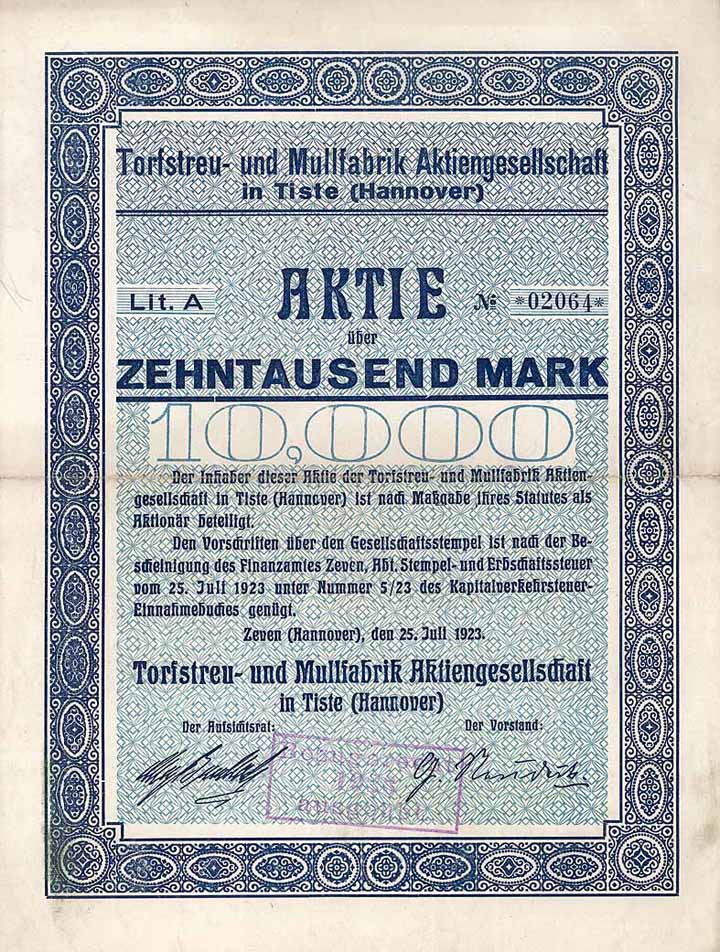 Torfstreu- und Mullfabrik Aktiengesellschaft
in Tiste (Hannover)
Lit. A
AKTIE
№ *02064*
über
ZEHNTAUSEND MARK
10,000
Der Inhaber dieser Aktie der Torfstreu- und Mullfabrik Aktien-
gesellschaft in Tiste (Hannover) ist nach Maßgabe ihres Statutes als
Aktionär beteiligt.
Den Vorschriften über den Gesellschaftsstempel ist nach der Be-
scheinigung des Finanzamtes Zeven, Abt. Stempel- und Erbschaftssteuer
vom 25. Juli 1923 unter Nummer 5/23 des Kapitalverkehrsteuer-
Einnahmebuches genügt.
Zeven (Hannover), den 25. Juli 1923.
Torfstreu- und Mullfabrik Aktiengesellschaft
in Tiste (Hannover)
Der Aufsichtsrat:
Der Vorstand: